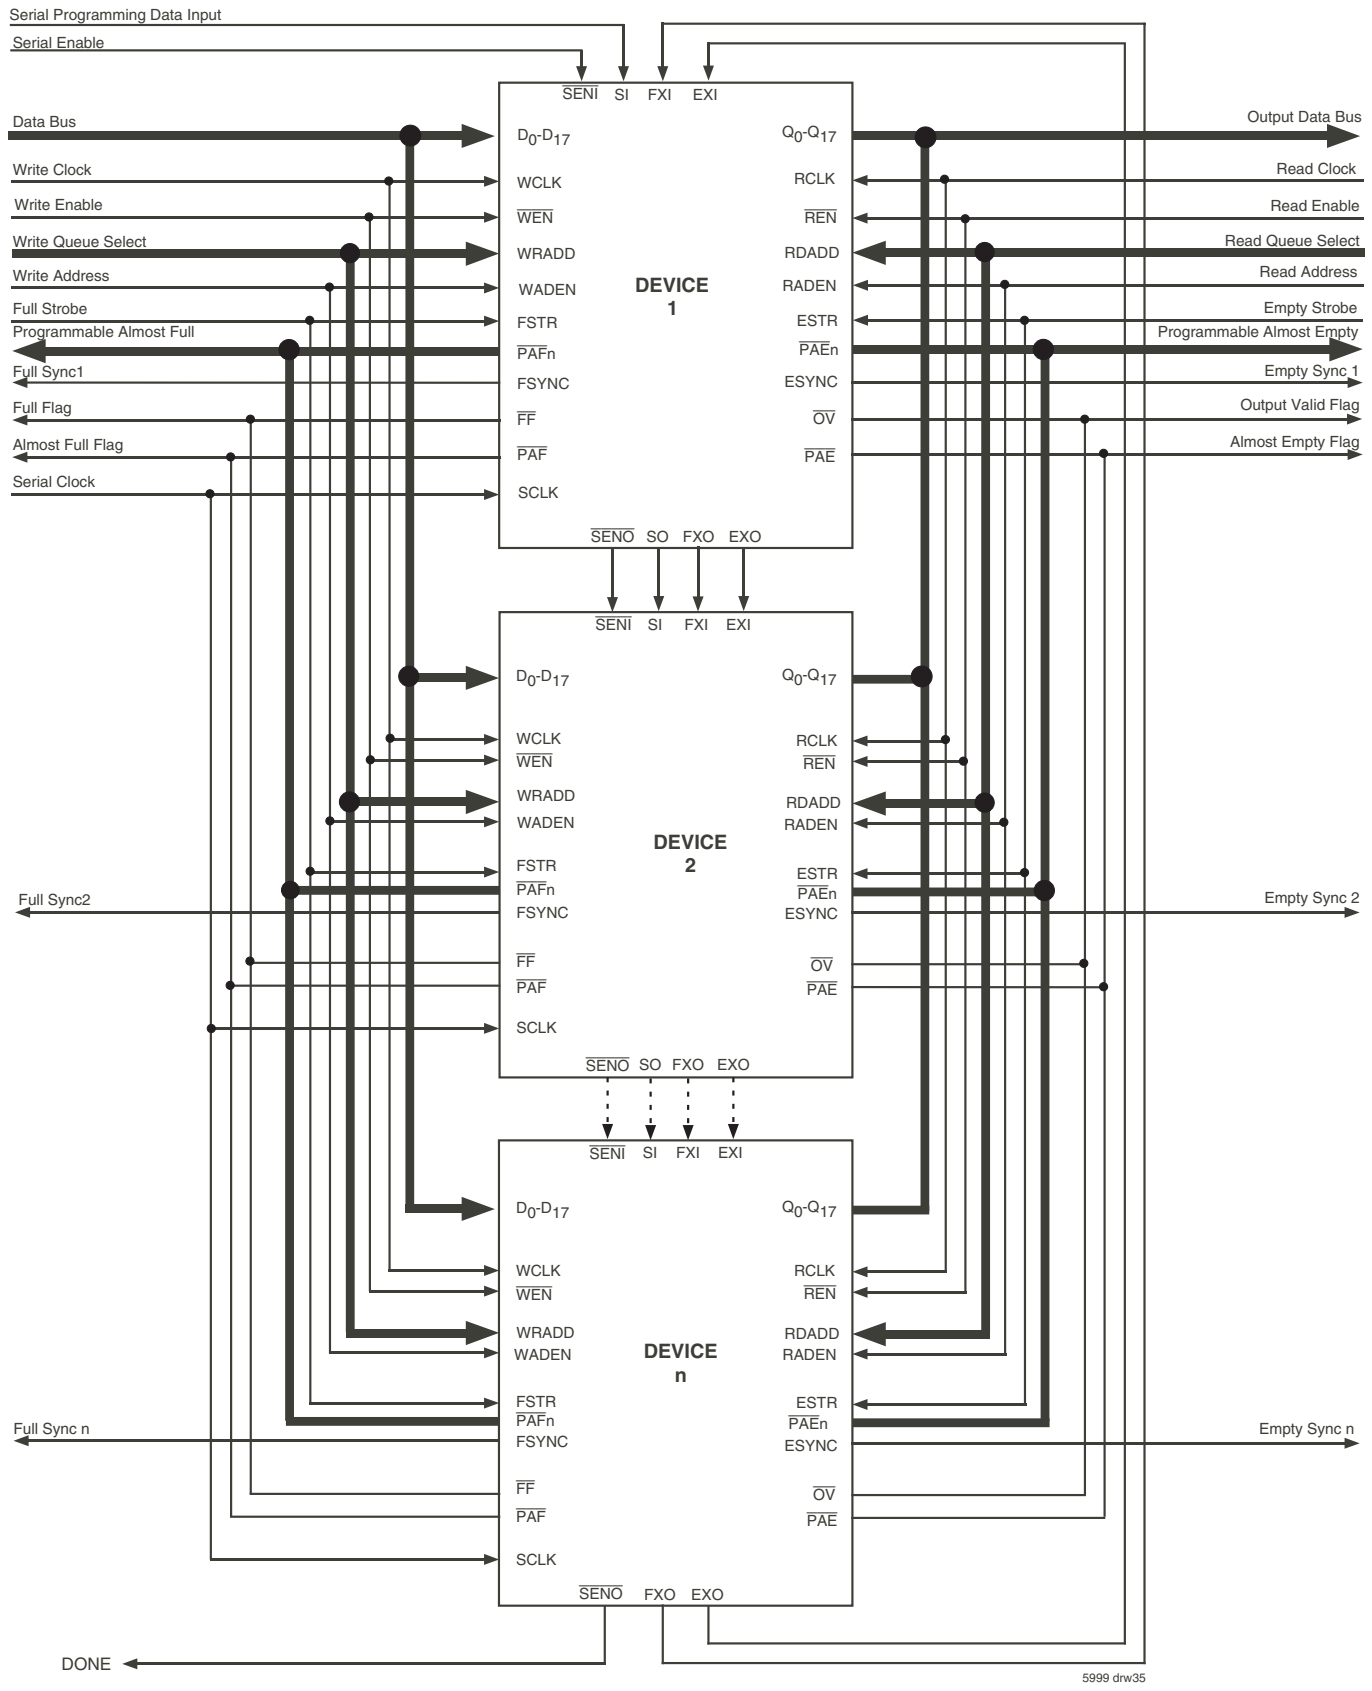 Serial Programming Data Input
Serial Enable
SENI SI FXI EXI
Data Bus D0-D17 Q0-Q17 Output Data Bus
Write Clock WCLK RCLK Read Clock
Write Enable WEN REN Read Enable
Write Queue Select WRADD RDADD Read Queue Select
Write Address WADEN RADEN Read Address
DEVICE
1
Full Strobe FSTR ESTR Empty Strobe
Programmable Almost Full PAFn PAEn Programmable Almost Empty
Full Sync1 FSYNC ESYNC Empty Sync 1
Full Flag FF OV Output Valid Flag
Almost Full Flag PAF PAE Almost Empty Flag
Serial Clock SCLK
SENO SO FXO EXO
SENI SI FXI EXI
D0-D17 Q0-Q17
WCLK RCLK
WEN REN
WRADD RDADD
WADEN RADEN
DEVICE
2
FSTR ESTR
PAFn PAEn
Full Sync2 FSYNC ESYNC Empty Sync 2
FF OV
PAF PAE
SCLK
SENO SO FXO EXO
SENI SI FXI EXI
D0-D17 Q0-Q17
WCLK RCLK
WEN REN
WRADD RDADD
WADEN RADEN
DEVICE
n
FSTR ESTR
PAFn PAEn
Full Sync n FSYNC ESYNC Empty Sync n
FF OV
PAF PAE
SCLK
SENO FXO EXO
DONE
5999 drw35